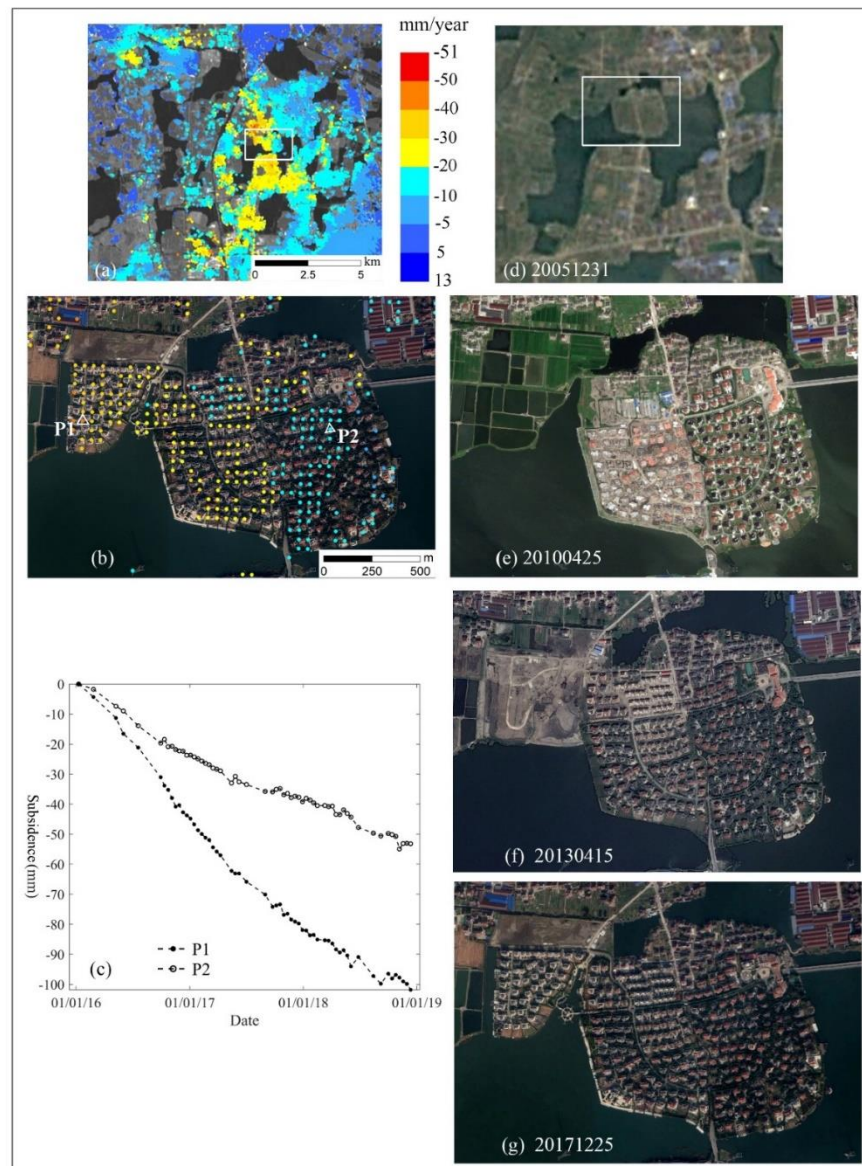 mm/year
-51
-50
-40
-30
-20
-10
-5
5
13
(a)
0 2.5 5
km
(d) 20051231
P1
P2
(b)
m
0 250 500
(e) 20100425
(f) 20130415
Subsidence (mm)
0
-10
-20
-30
-40
-50
-60
-70
-80
-90
-100
P1
P2
(c)
01/01/16 01/01/17 01/01/18 01/01/19
Date
(g) 20171225